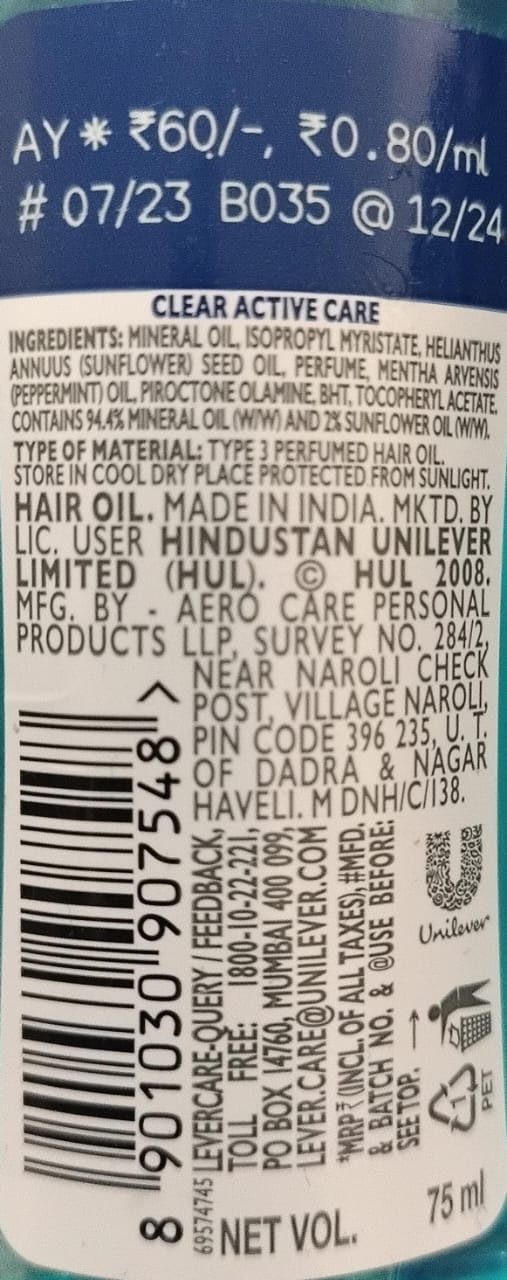 AY * ₹60/-, ₹0.80/ml
# 07/23 B035 @ 12/24
CLEAR ACTIVE CARE
INGREDIENTS: MINERAL OIL, ISOPROPYL MYRISTATE, HELIANTHUS
ANNUUS (SUNFLOWER) SEED OIL, PERFUME, MENTHA ARVENSIS
(PEPPERMINT) OIL, PIROCTONE OLAMINE, BHT, TOCOPHERYL ACETATE.
CONTAINS 94.4% MINERAL OIL (W/W) AND 2% SUNFLOWER OIL (W/W).
TYPE OF MATERIAL: TYPE 3 PERFUMED HAIR OIL.
STORE IN COOL DRY PLACE PROTECTED FROM SUNLIGHT.
HAIR OIL. MADE IN INDIA. MKTD. BY
LIC. USER HINDUSTAN UNILEVER
LIMITED (HUL). © HUL 2008.
MFG. BY - AERO CARE PERSONAL
PRODUCTS LLP, SURVEY NO. 284/2,
NEAR NAROLI CHECK
POST, VILLAGE NAROLI,
PIN CODE 396 235, U. T.
OF DADRA & NAGAR
HAVELI. M DNH/C/138.
8 901030 907548 >
69574745
LEVERCARE-QUERY / FEEDBACK,
TOLL FREE: 1800-10-22-221,
PO BOX 14760, MUMBAI 400 099,
LEVER.CARE@UNILEVER.COM
*MRP ₹ (INCL. OF ALL TAXES), #MFD.
& BATCH NO. & @USE BEFORE:
SEE TOP. →
Unilever
1
PET
NET VOL. 75 ml